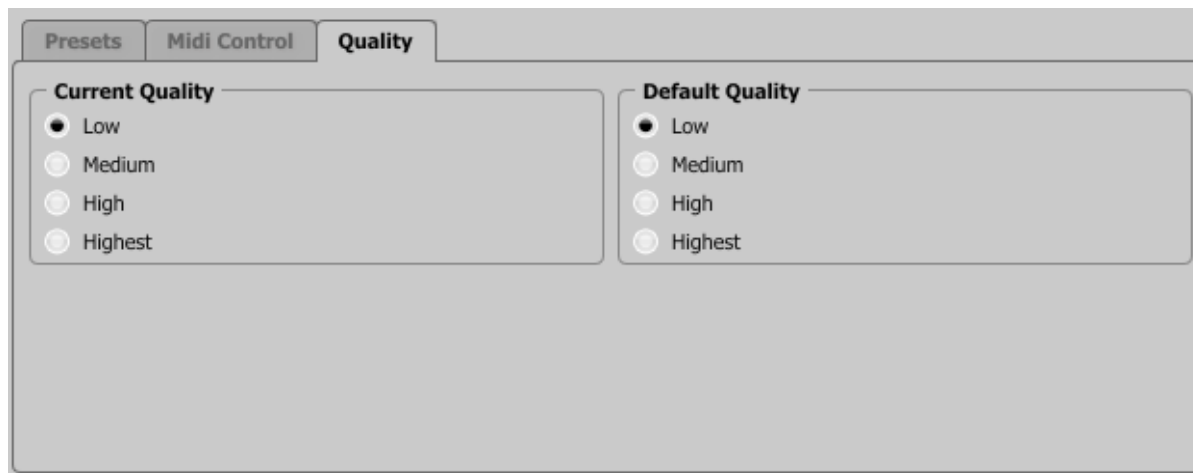 Presets Midi Control Quality
Current Quality
Low
Medium
High
Highest
Default Quality
Low
Medium
High
Highest